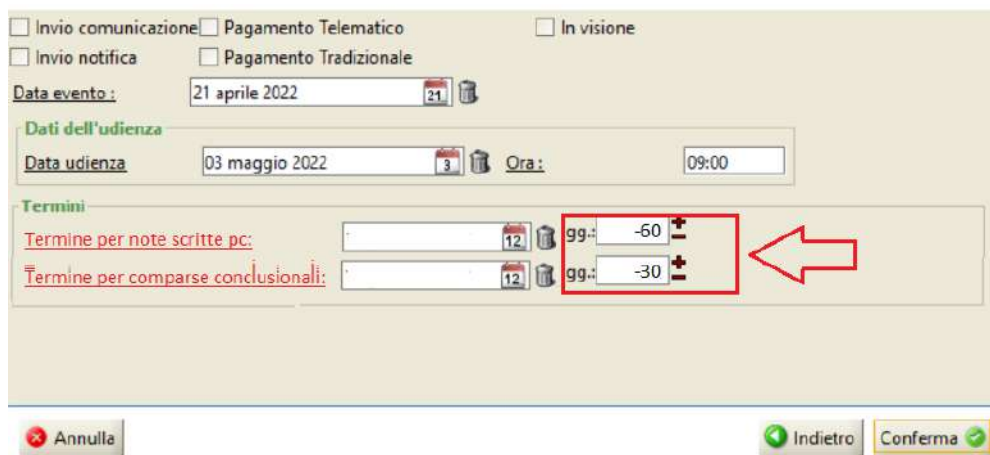 Invio comunicazione Pagamento Telematico In visione
Invio notifica Pagamento Tradizionale
Data evento : 21 aprile 2022 21
Dati dell'udienza
Data udienza 03 maggio 2022 3 Ora : 09:00
Termini
Termine per note scritte pc: 12 gg.: -60
Termine per comparse conclusionali: 12 gg.: -30
Annulla Indietro Conferma